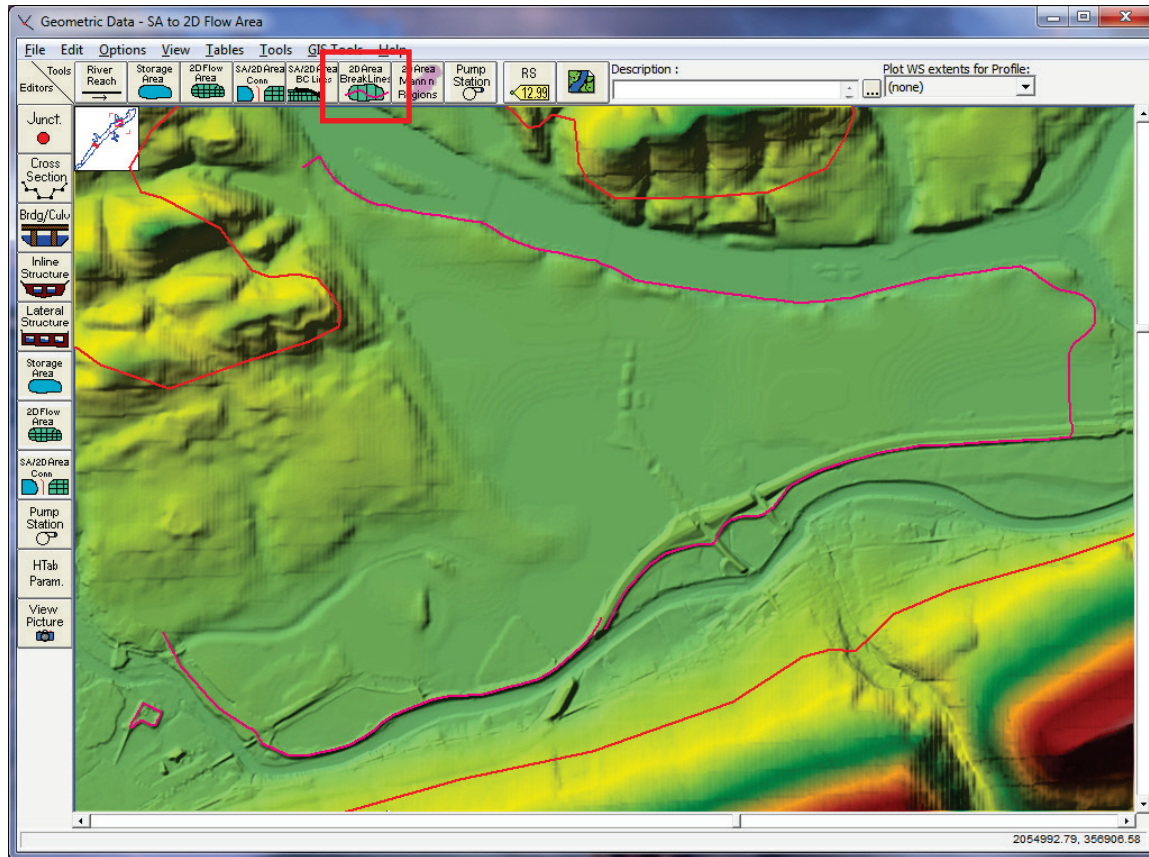 Geometric Data - SA to 2D Flow Area
File Edit Options View Tables Tools GIS Tools Help
Tools
Editors
River
Reach
Storage
Area
2D Flow
Area
SA/2D Area
Conn
SA/2D Area
BC Lines
2D Area
BreakLines
2D Area
Mann n
Regions
Pump
Station
RS
12.99
Description :
...
Plot WS extents for Profile:
(none)
Junct.
Cross
Section
Brdg/Culv
Inline
Structure
Lateral
Structure
Storage
Area
2D Flow
Area
SA/2D Area
Conn
Pump
Station
HTab
Param.
View
Picture
2054992.79, 356906.58